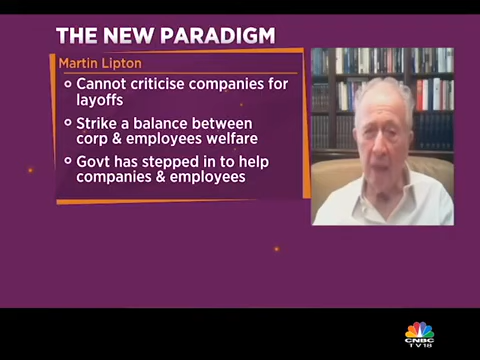 THE NEW PARADIGM
Martin Lipton
Cannot criticise companies for
layoffs
Strike a balance between
corp & employees welfare
Govt has stepped in to help
companies & employees
CNBC
TV18